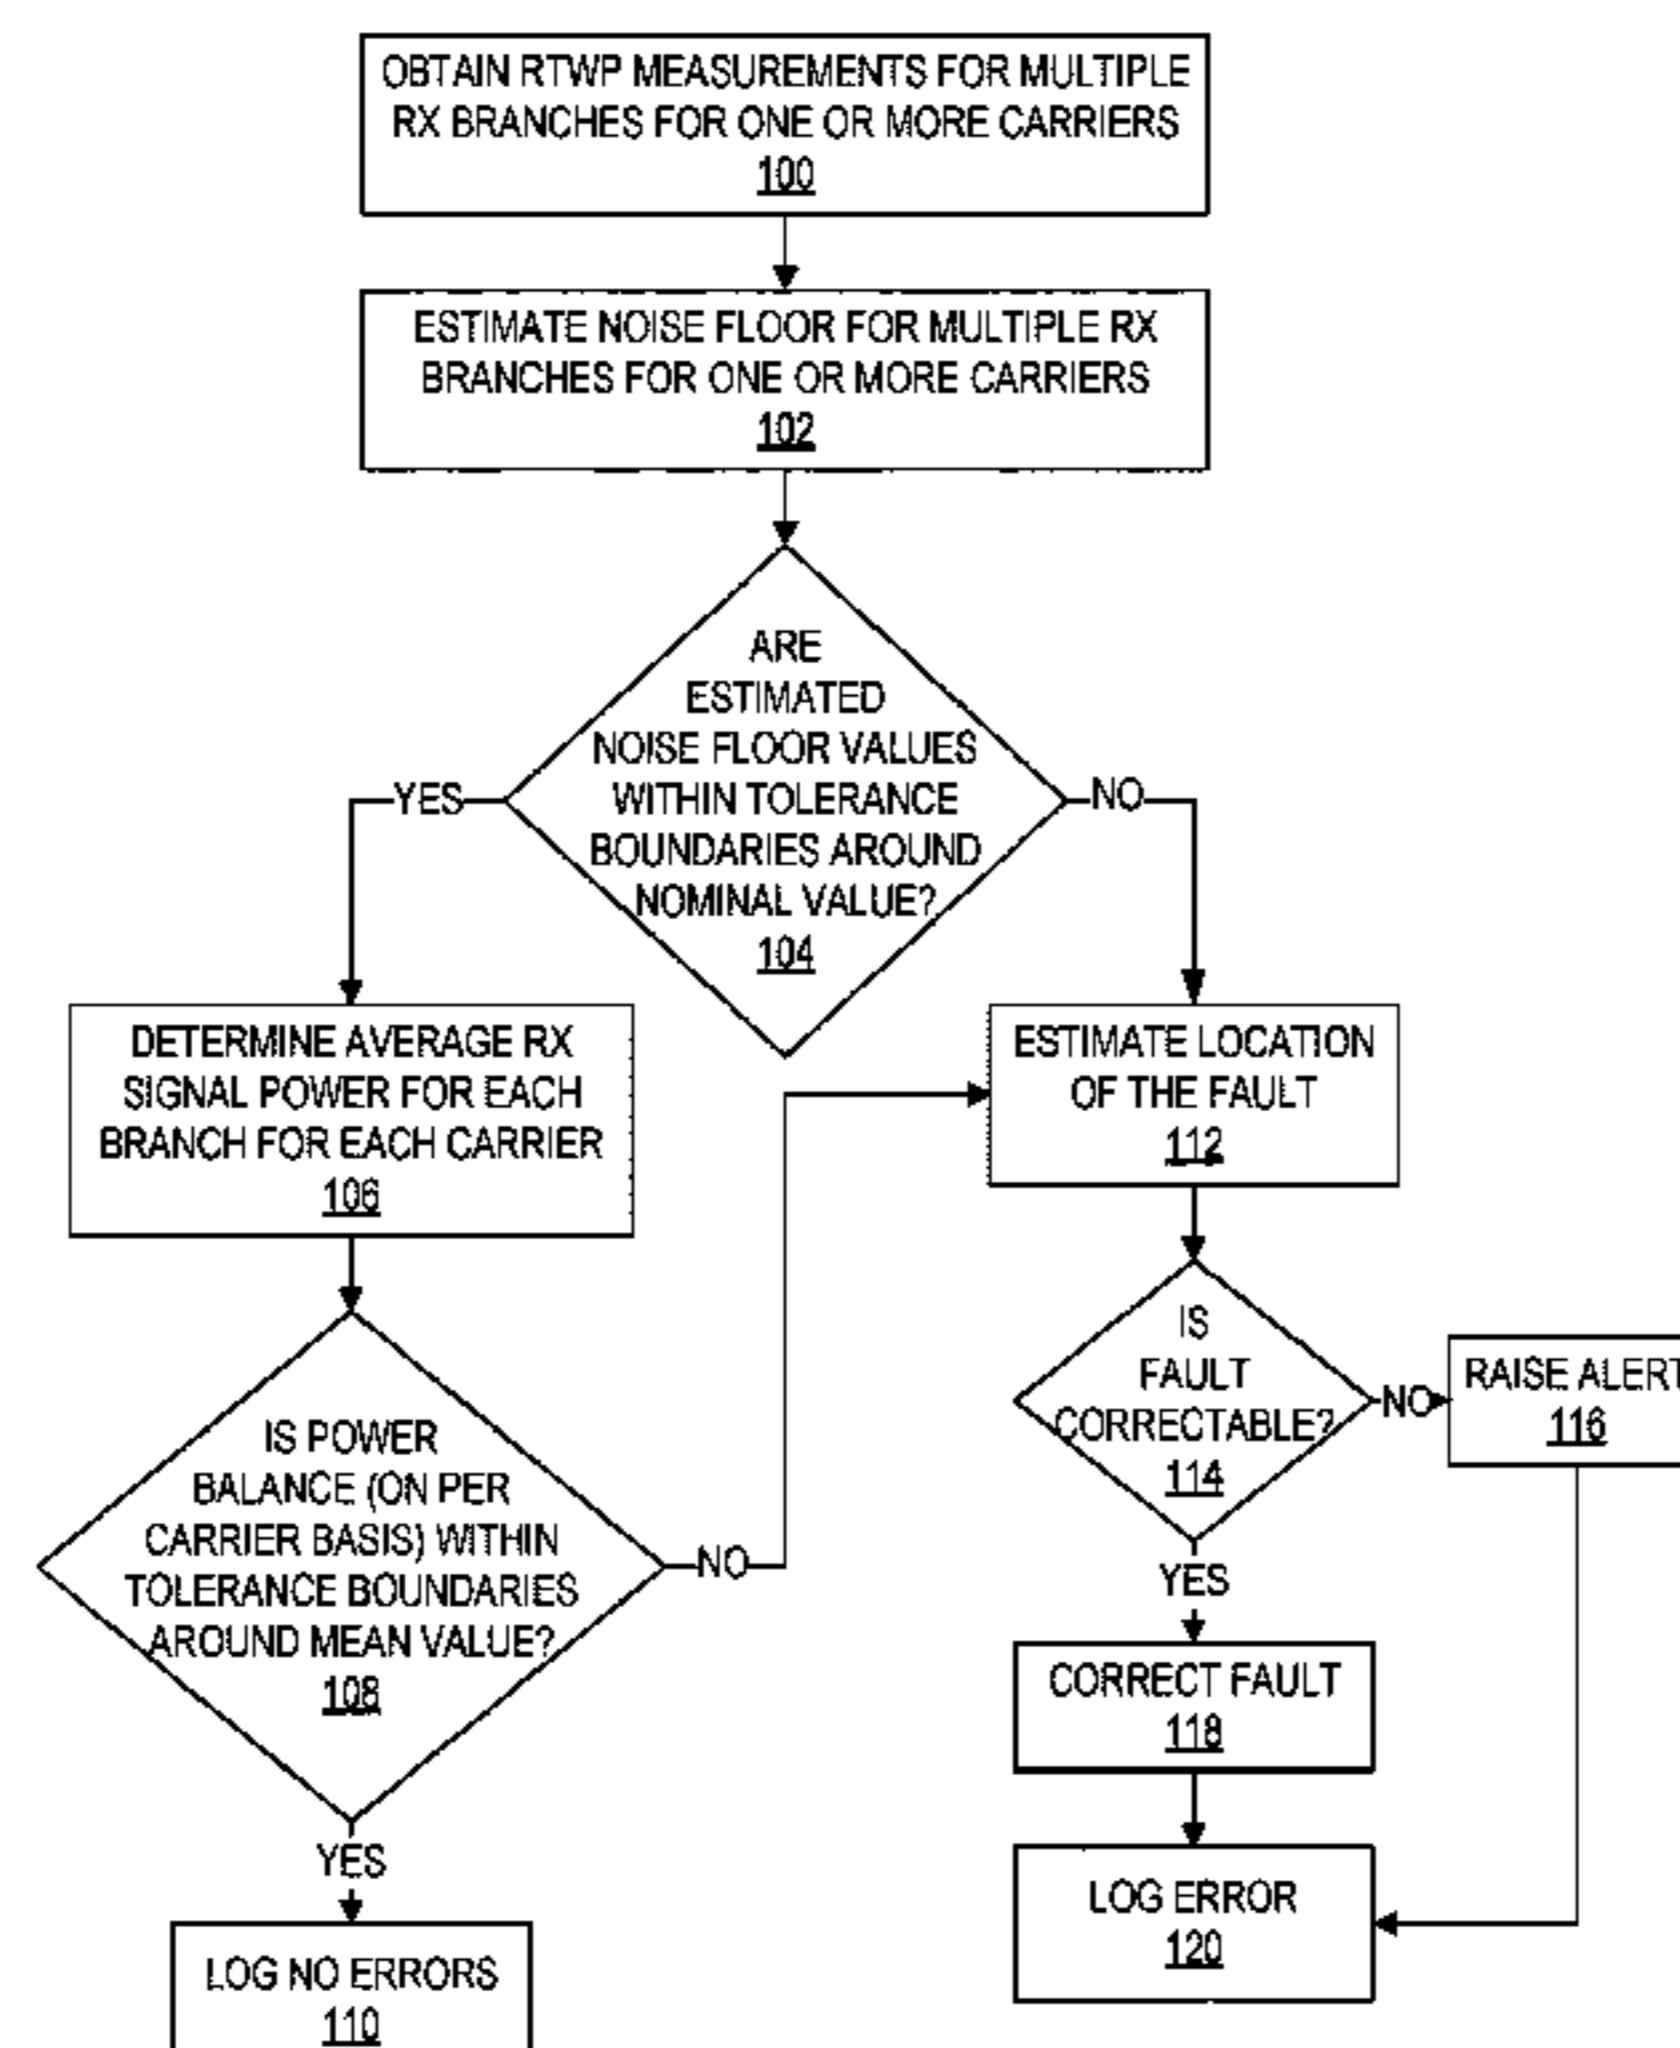 OBTAIN RTWP MEASUREMENTS FOR MULTIPLE
RX BRANCHES FOR ONE OR MORE CARRIERS
100
ESTIMATE NOISE FLOOR FOR MULTIPLE RX
BRANCHES FOR ONE OR MORE CARRIERS
102
ARE
ESTIMATED
NOISE FLOOR VALUES
WITHIN TOLERANCE
BOUNDARIES AROUND
NOMINAL VALUE?
104
YES
NO
DETERMINE AVERAGE RX
SIGNAL POWER FOR EACH
BRANCH FOR EACH CARRIER
106
ESTIMATE LOCATION
OF THE FAULT
112
IS POWER
BALANCE (ON PER
CARRIER BASIS) WITHIN
TOLERANCE BOUNDARIES
AROUND MEAN VALUE?
108
NO
IS
FAULT
CORRECTABLE?
114
NO
RAISE ALERT
116
YES
CORRECT FAULT
118
YES
LOG ERROR
120
LOG NO ERRORS
110